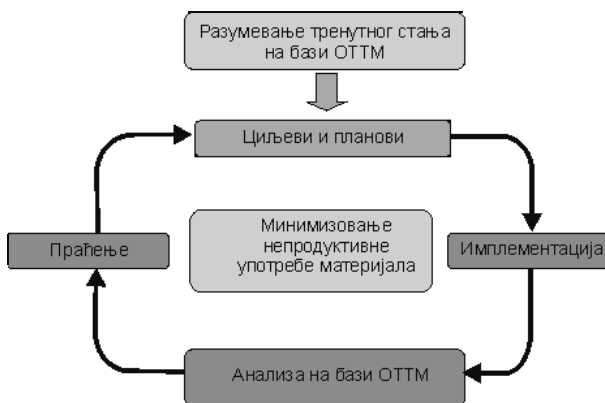 Разумевање тренутног стања
на бази ОТТМ
Циљеви и планови
Минимизовање
непродуктивне
употребе материјала
Праћење
Имплементација
Анализа на бази ОТТМ